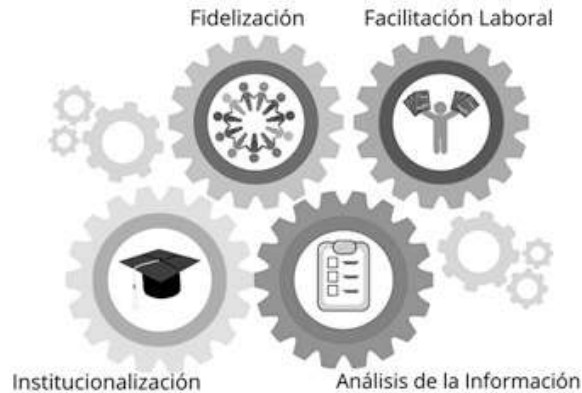 Fidelización
Facilitación Laboral
Institucionalización
Análisis de la Información